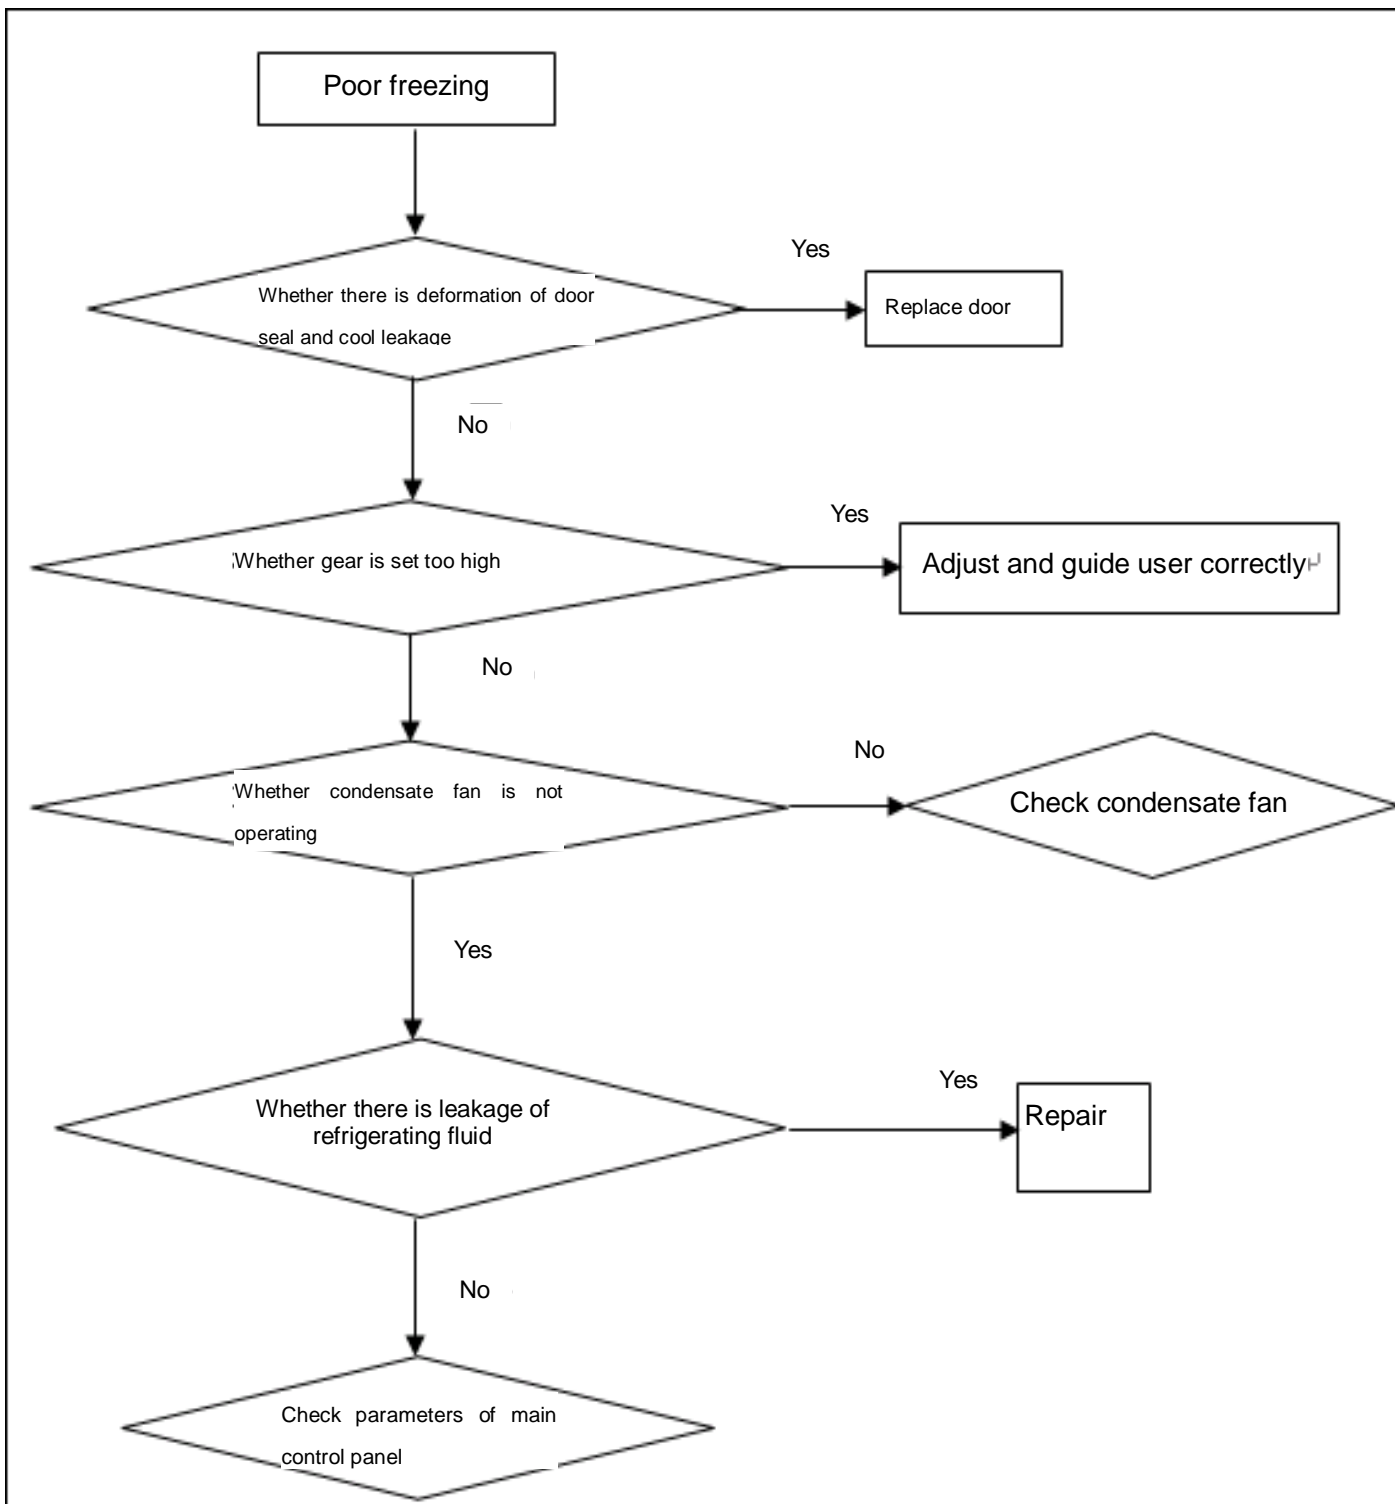 Poor freezing
Yes
Whether there is deformation of door
seal and cool leakage
Replace door
No
Yes
Whether gear is set too high
Adjust and guide user correctly↵
No
No
Whether condensate fan is not
operating
Check condensate fan
Yes
Yes
Whether there is leakage of
refrigerating fluid
Repair
No
Check parameters of main
control panel